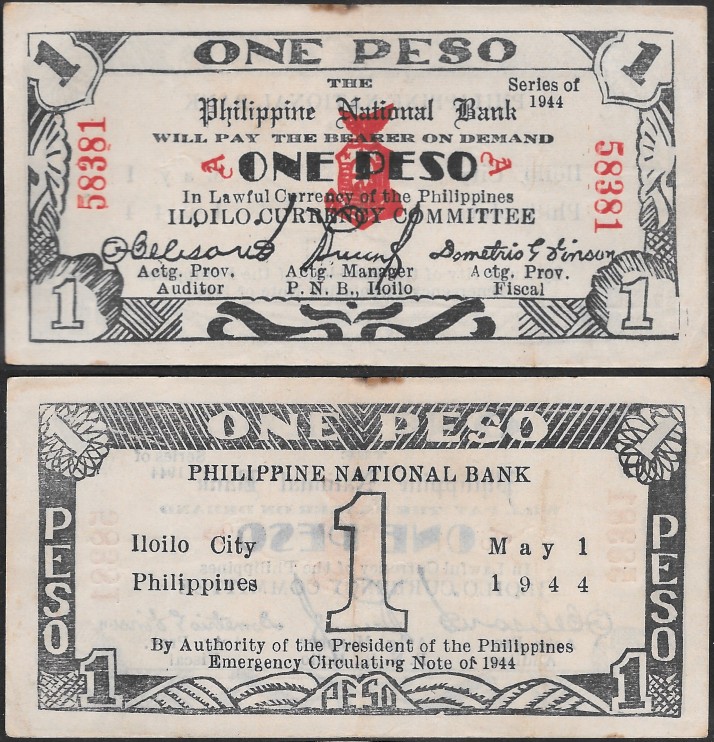 1 ONE PESO 1
THE
Series of
1944
Philippine National Bank
WILL PAY THE BEARER ON DEMAND
58381 A C ONE PESO A C 58381
In Lawful Currency of the Philippines
ILOILO CURRENCY COMMITTEE
Demetrio
Actg. Prov. Actg. Manager Actg. Prov.
Auditor P. N. B., Iloilo Fiscal
1 1
1 ONE PESO 1
PHILIPPINE NATIONAL BANK
PESO 1 PESO
Iloilo City May 1
Philippines 1944
By Authority of the President of the Philippines
Emergency Circulating Note of 1944
1 PESO 1